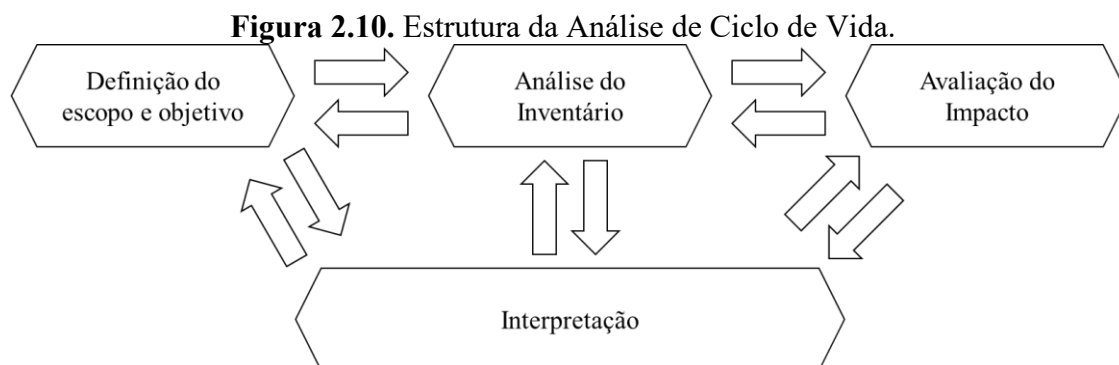 Figura 2.10. Estrutura da Análise de Ciclo de Vida.
Definição do
escopo e objetivo
Análise do
Inventário
Avaliação do
Impacto
Interpretação